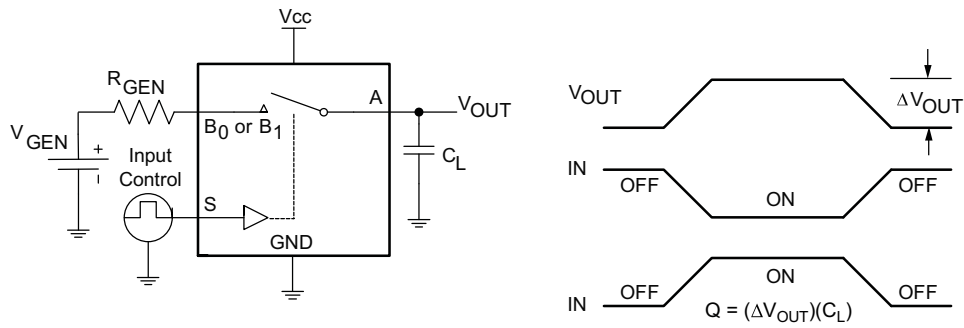 Vcc
RGEN
A
VOUT
B0 or B1
VGEN
+
Input
Control
CL
S
GND
VOUT
ΔVOUT
IN
OFF
ON
OFF
IN
OFF
ON
OFF
Q = (ΔVOUT)(CL)